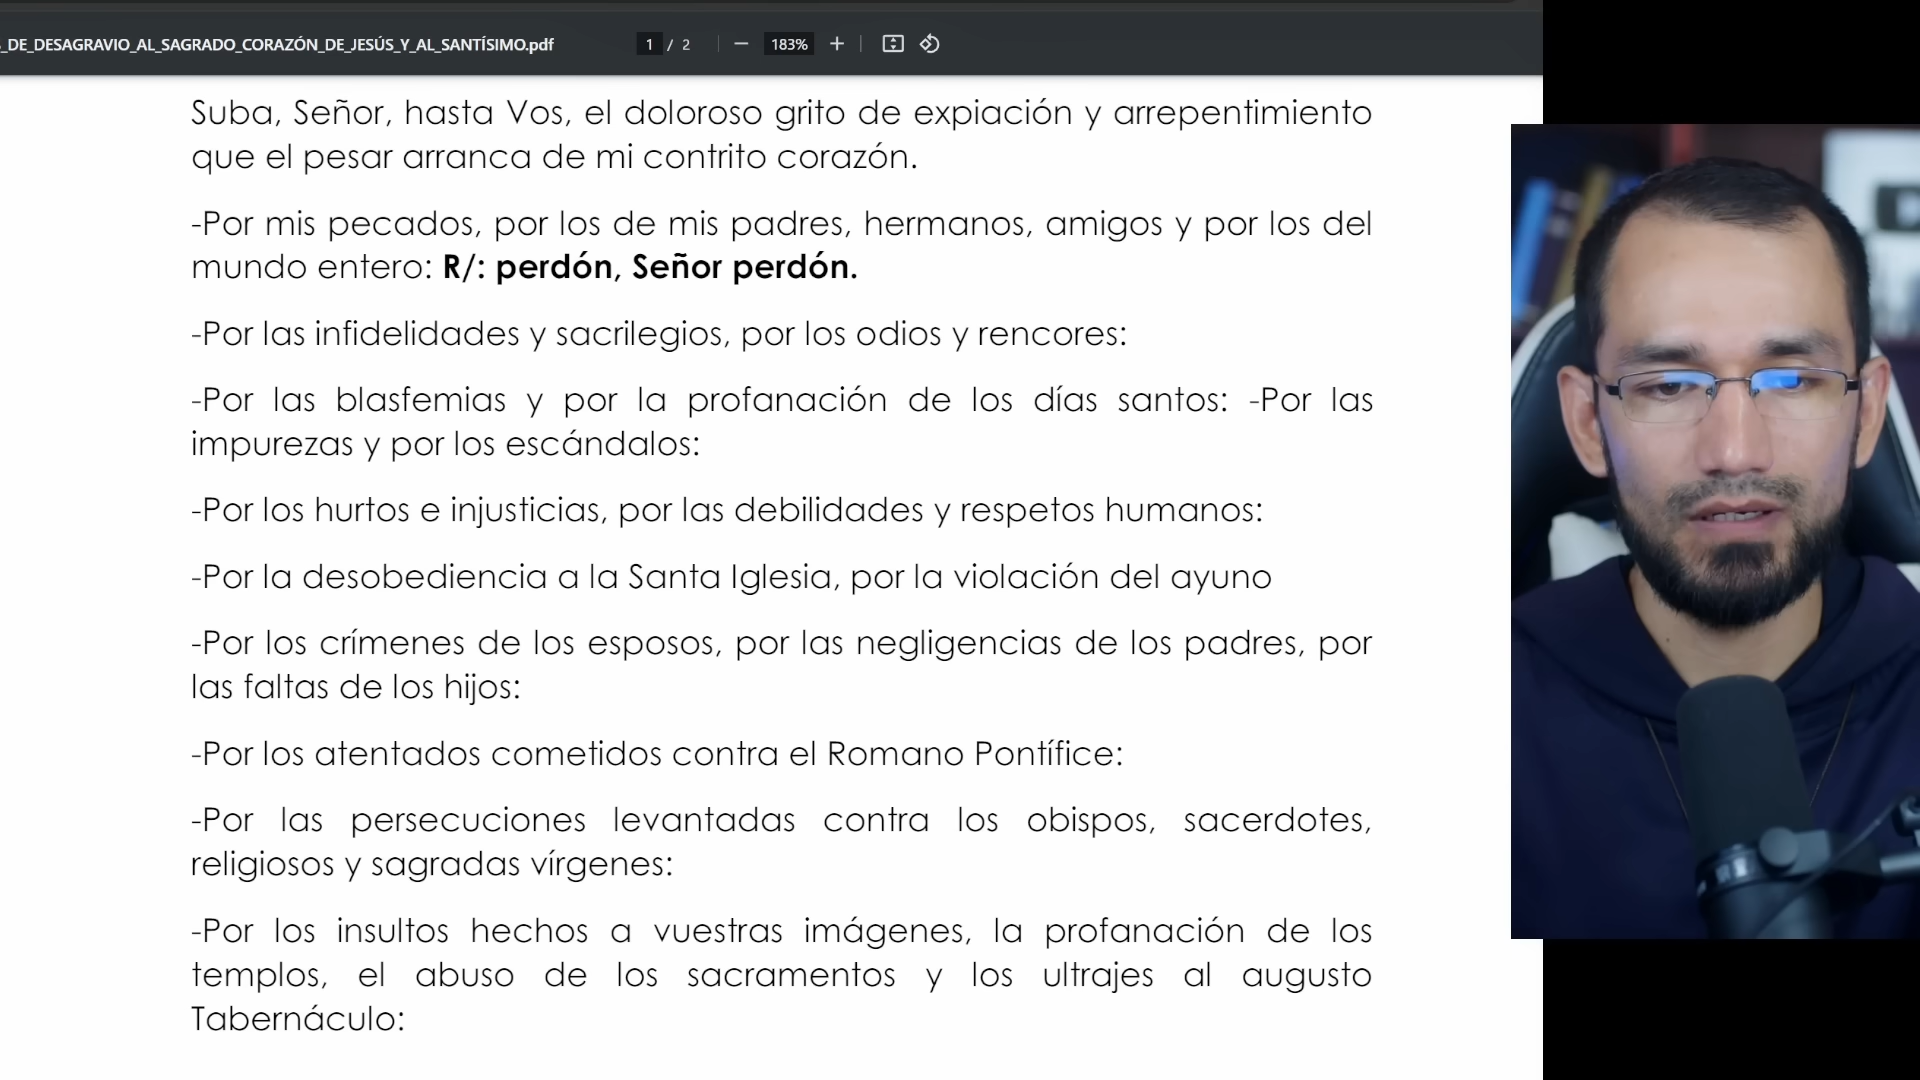 _DE_DESAGRAVIO_AL_SAGRADO_CORAZÓN_DE_JESÚS_Y_AL_SANTÍSIMO.pdf
1 / 2
183%
Suba, Señor, hasta Vos, el doloroso grito de expiación y arrepentimiento
que el pesar arranca de mi contrito corazón.
-Por mis pecados, por los de mis padres, hermanos, amigos y por los del
mundo entero: R/: perdón, Señor perdón.
-Por las infidelidades y sacrilegios, por los odios y rencores:
-Por las blasfemias y por la profanación de los días santos: -Por las
impurezas y por los escándalos:
-Por los hurtos e injusticias, por las debilidades y respetos humanos:
-Por la desobediencia a la Santa Iglesia, por la violación del ayuno
-Por los crímenes de los esposos, por las negligencias de los padres, por
las faltas de los hijos:
-Por los atentados cometidos contra el Romano Pontífice:
-Por las persecuciones levantadas contra los obispos, sacerdotes,
religiosos y sagradas vírgenes:
-Por los insultos hechos a vuestras imágenes, la profanación de los
templos, el abuso de los sacramentos y los ultrajes al augusto
Tabernáculo: